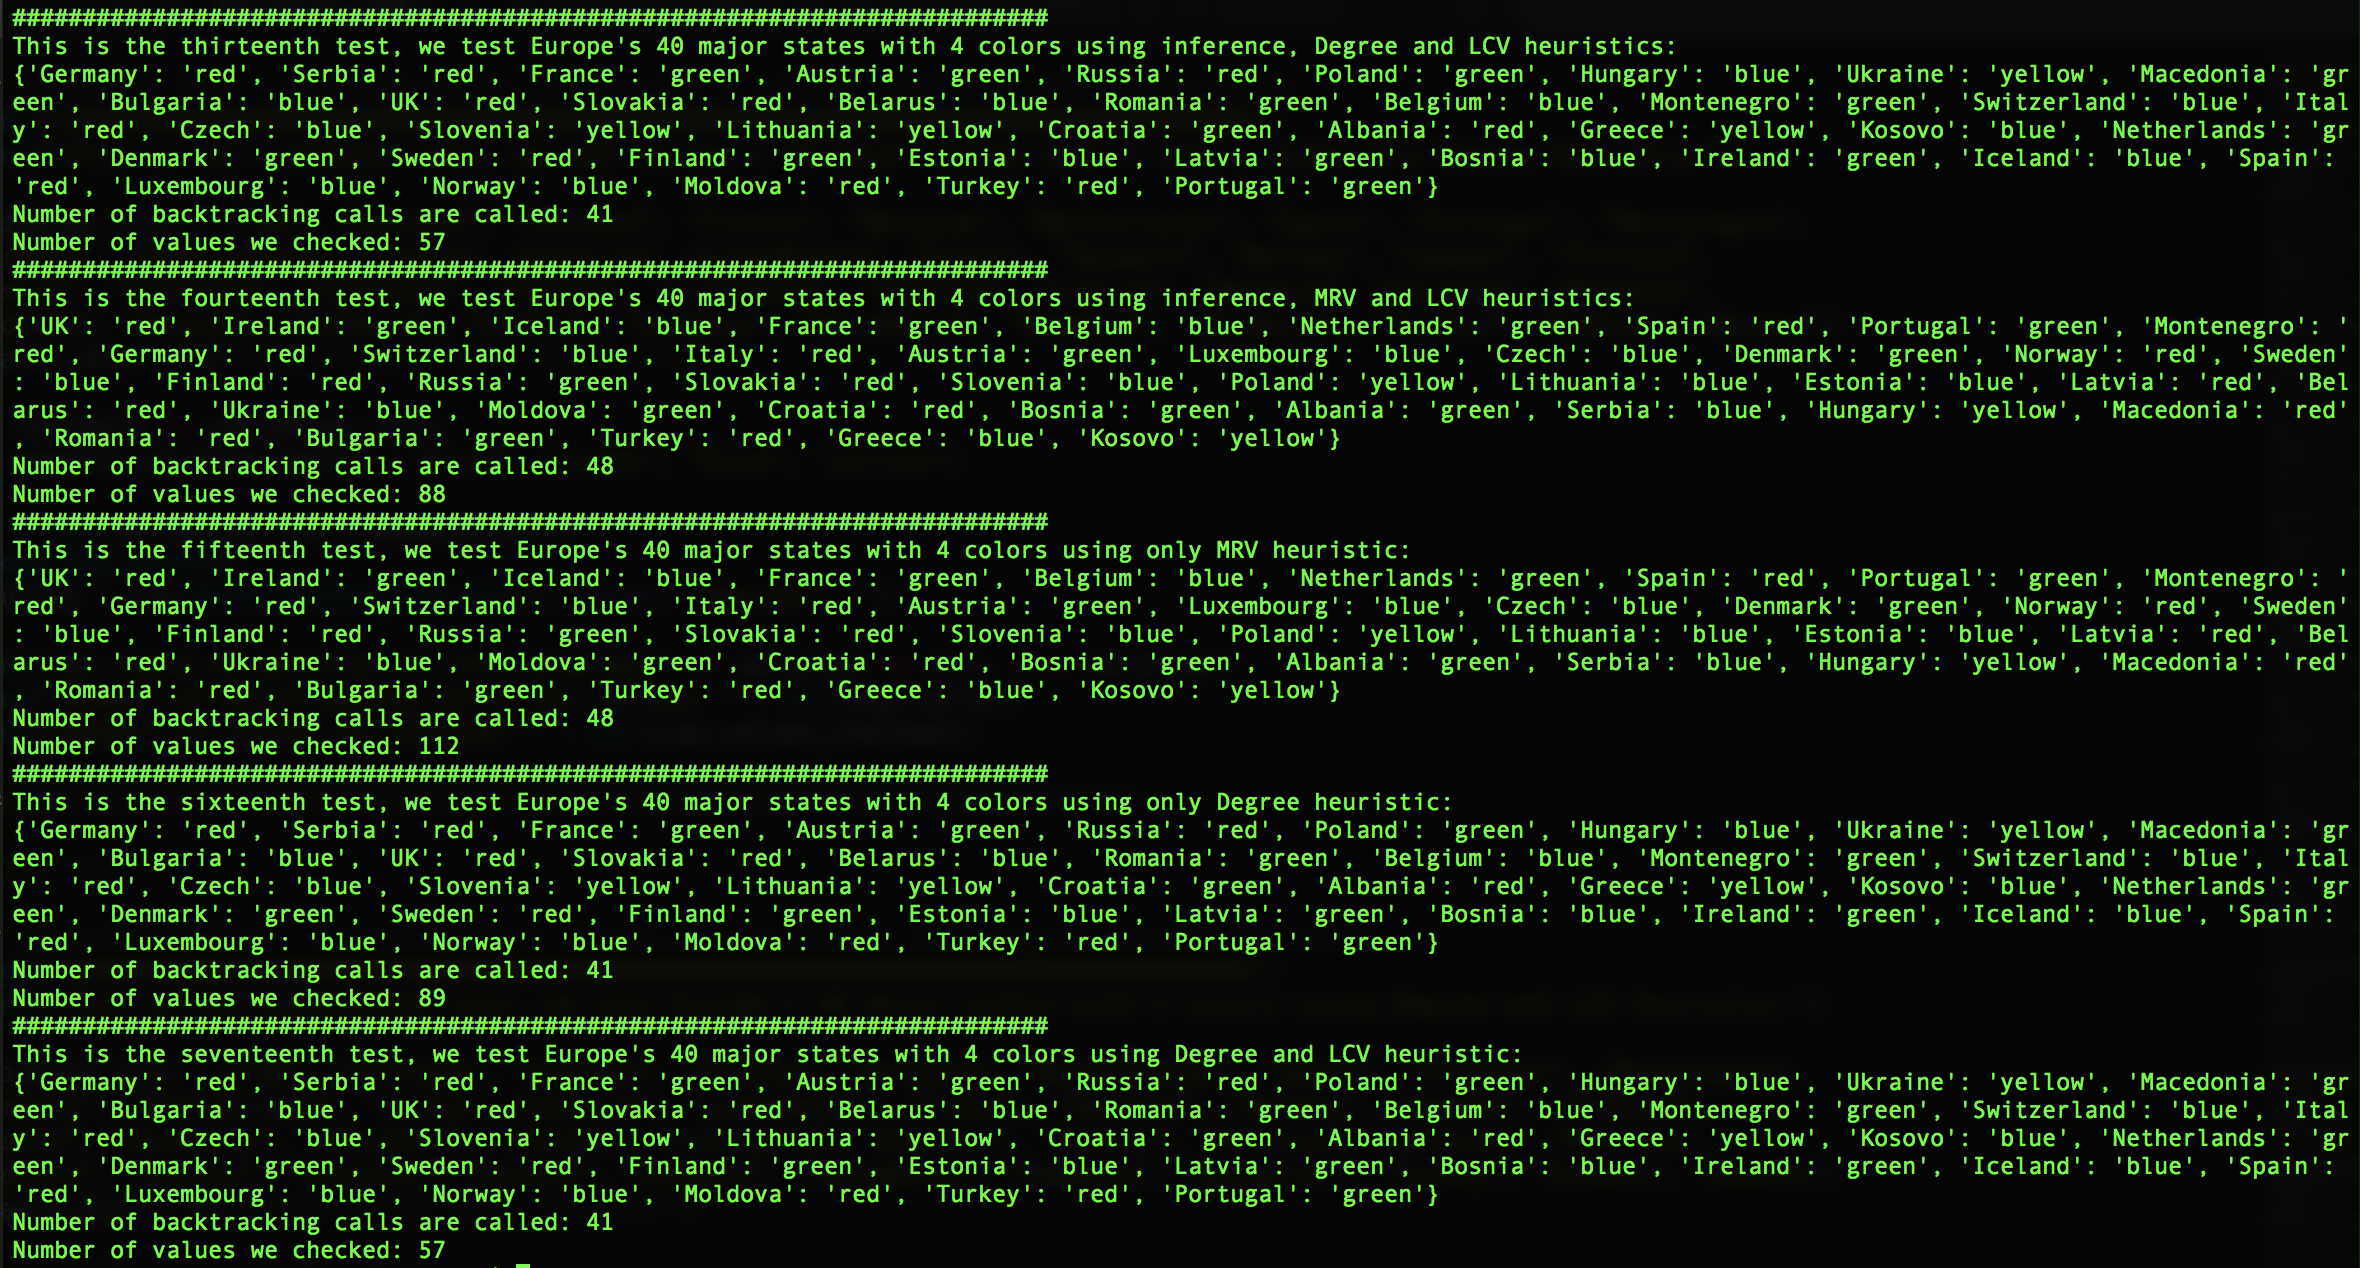 ##########################################################################
This is the thirteenth test, we test Europe's 40 major states with 4 colors using inference, Degree and LCV heuristics:
{'Germany': 'red', 'Serbia': 'red', 'France': 'green', 'Austria': 'green', 'Russia': 'red', 'Poland': 'green', 'Hungary': 'blue', 'Ukraine': 'yellow', 'Macedonia': 'gr
een', 'Bulgaria': 'blue', 'UK': 'red', 'Slovakia': 'red', 'Belarus': 'blue', 'Romania': 'green', 'Belgium': 'blue', 'Montenegro': 'green', 'Switzerland': 'blue', 'Ital
y': 'red', 'Czech': 'blue', 'Slovenia': 'yellow', 'Lithuania': 'yellow', 'Croatia': 'green', 'Albania': 'red', 'Greece': 'yellow', 'Kosovo': 'blue', 'Netherlands': 'gr
een', 'Denmark': 'green', 'Sweden': 'red', 'Finland': 'green', 'Estonia': 'blue', 'Latvia': 'green', 'Bosnia': 'blue', 'Ireland': 'green', 'Iceland': 'blue', 'Spain':
'red', 'Luxembourg': 'blue', 'Norway': 'blue', 'Moldova': 'red', 'Turkey': 'red', 'Portugal': 'green'}
Number of backtracking calls are called: 41
Number of values we checked: 57
##########################################################################
This is the fourteenth test, we test Europe's 40 major states with 4 colors using inference, MRV and LCV heuristics:
{'UK': 'red', 'Ireland': 'green', 'Iceland': 'blue', 'France': 'green', 'Belgium': 'blue', 'Netherlands': 'green', 'Spain': 'red', 'Portugal': 'green', 'Montenegro': '
red', 'Germany': 'red', 'Switzerland': 'blue', 'Italy': 'red', 'Austria': 'green', 'Luxembourg': 'blue', 'Czech': 'blue', 'Denmark': 'green', 'Norway': 'red', 'Sweden'
: 'blue', 'Finland': 'red', 'Russia': 'green', 'Slovakia': 'red', 'Slovenia': 'blue', 'Poland': 'yellow', 'Lithuania': 'blue', 'Estonia': 'blue', 'Latvia': 'red', 'Bel
arus': 'red', 'Ukraine': 'blue', 'Moldova': 'green', 'Croatia': 'red', 'Bosnia': 'green', 'Albania': 'green', 'Serbia': 'blue', 'Hungary': 'yellow', 'Macedonia': 'red'
, 'Romania': 'red', 'Bulgaria': 'green', 'Turkey': 'red', 'Greece': 'blue', 'Kosovo': 'yellow'}
Number of backtracking calls are called: 48
Number of values we checked: 88
##########################################################################
This is the fifteenth test, we test Europe's 40 major states with 4 colors using only MRV heuristic:
{'UK': 'red', 'Ireland': 'green', 'Iceland': 'blue', 'France': 'green', 'Belgium': 'blue', 'Netherlands': 'green', 'Spain': 'red', 'Portugal': 'green', 'Montenegro': '
red', 'Germany': 'red', 'Switzerland': 'blue', 'Italy': 'red', 'Austria': 'green', 'Luxembourg': 'blue', 'Czech': 'blue', 'Denmark': 'green', 'Norway': 'red', 'Sweden'
: 'blue', 'Finland': 'red', 'Russia': 'green', 'Slovakia': 'red', 'Slovenia': 'blue', 'Poland': 'yellow', 'Lithuania': 'blue', 'Estonia': 'blue', 'Latvia': 'red', 'Bel
arus': 'red', 'Ukraine': 'blue', 'Moldova': 'green', 'Croatia': 'red', 'Bosnia': 'green', 'Albania': 'green', 'Serbia': 'blue', 'Hungary': 'yellow', 'Macedonia': 'red'
, 'Romania': 'red', 'Bulgaria': 'green', 'Turkey': 'red', 'Greece': 'blue', 'Kosovo': 'yellow'}
Number of backtracking calls are called: 48
Number of values we checked: 112
##########################################################################
This is the sixteenth test, we test Europe's 40 major states with 4 colors using only Degree heuristic:
{'Germany': 'red', 'Serbia': 'red', 'France': 'green', 'Austria': 'green', 'Russia': 'red', 'Poland': 'green', 'Hungary': 'blue', 'Ukraine': 'yellow', 'Macedonia': 'gr
een', 'Bulgaria': 'blue', 'UK': 'red', 'Slovakia': 'red', 'Belarus': 'blue', 'Romania': 'green', 'Belgium': 'blue', 'Montenegro': 'green', 'Switzerland': 'blue', 'Ital
y': 'red', 'Czech': 'blue', 'Slovenia': 'yellow', 'Lithuania': 'yellow', 'Croatia': 'green', 'Albania': 'red', 'Greece': 'yellow', 'Kosovo': 'blue', 'Netherlands': 'gr
een', 'Denmark': 'green', 'Sweden': 'red', 'Finland': 'green', 'Estonia': 'blue', 'Latvia': 'green', 'Bosnia': 'blue', 'Ireland': 'green', 'Iceland': 'blue', 'Spain':
'red', 'Luxembourg': 'blue', 'Norway': 'blue', 'Moldova': 'red', 'Turkey': 'red', 'Portugal': 'green'}
Number of backtracking calls are called: 41
Number of values we checked: 89
##########################################################################
This is the seventeenth test, we test Europe's 40 major states with 4 colors using Degree and LCV heuristic:
{'Germany': 'red', 'Serbia': 'red', 'France': 'green', 'Austria': 'green', 'Russia': 'red', 'Poland': 'green', 'Hungary': 'blue', 'Ukraine': 'yellow', 'Macedonia': 'gr
een', 'Bulgaria': 'blue', 'UK': 'red', 'Slovakia': 'red', 'Belarus': 'blue', 'Romania': 'green', 'Belgium': 'blue', 'Montenegro': 'green', 'Switzerland': 'blue', 'Ital
y': 'red', 'Czech': 'blue', 'Slovenia': 'yellow', 'Lithuania': 'yellow', 'Croatia': 'green', 'Albania': 'red', 'Greece': 'yellow', 'Kosovo': 'blue', 'Netherlands': 'gr
een', 'Denmark': 'green', 'Sweden': 'red', 'Finland': 'green', 'Estonia': 'blue', 'Latvia': 'green', 'Bosnia': 'blue', 'Ireland': 'green', 'Iceland': 'blue', 'Spain':
'red', 'Luxembourg': 'blue', 'Norway': 'blue', 'Moldova': 'red', 'Turkey': 'red', 'Portugal': 'green'}
Number of backtracking calls are called: 41
Number of values we checked: 57